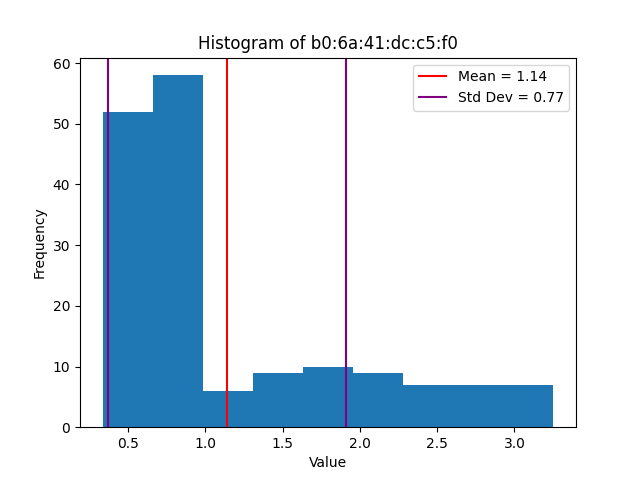 Histogram of b0:6a:41:dc:c5:f0
Mean = 1.14
Std Dev = 0.77
60
50
40
30
20
10
0
Frequency
0.5 1.0 1.5 2.0 2.5 3.0
Value